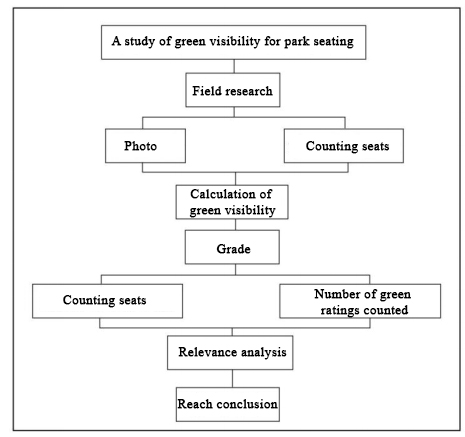 A study of green visibility for park seating
Field research
Photo
Counting seats
Calculation of
green visibility
Grade
Counting seats
Number of green
ratings counted
Relevance analysis
Reach conclusion